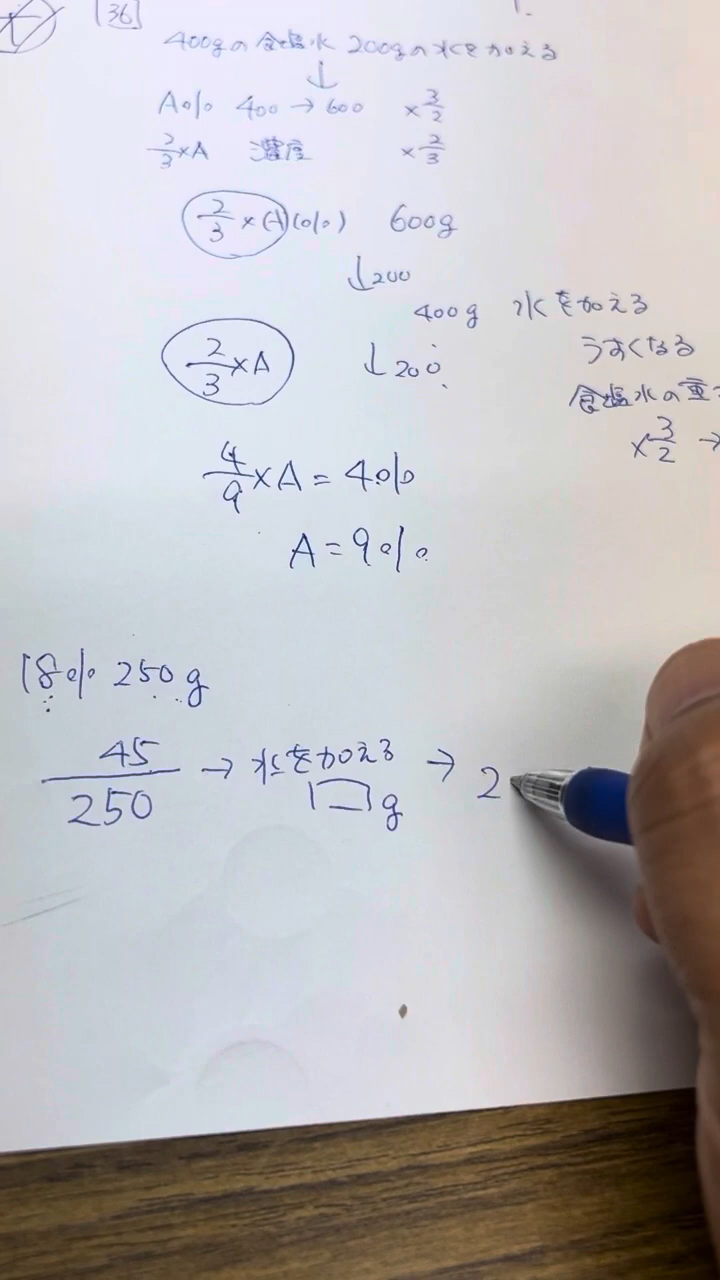 [36]
400gの食塩水 200gの水を加える
↓
A% 400 → 600 ×3/2
2/3×A 濃度 ×2/3
2/3×A(%) 600g
↓200
400g 水を加える
うすくなる
2/3×A ↓200
食塩水の重
×3/2 →
4/9×A=4%
A=9%
18% 250g
45/250 → 水を加える → 2
□g